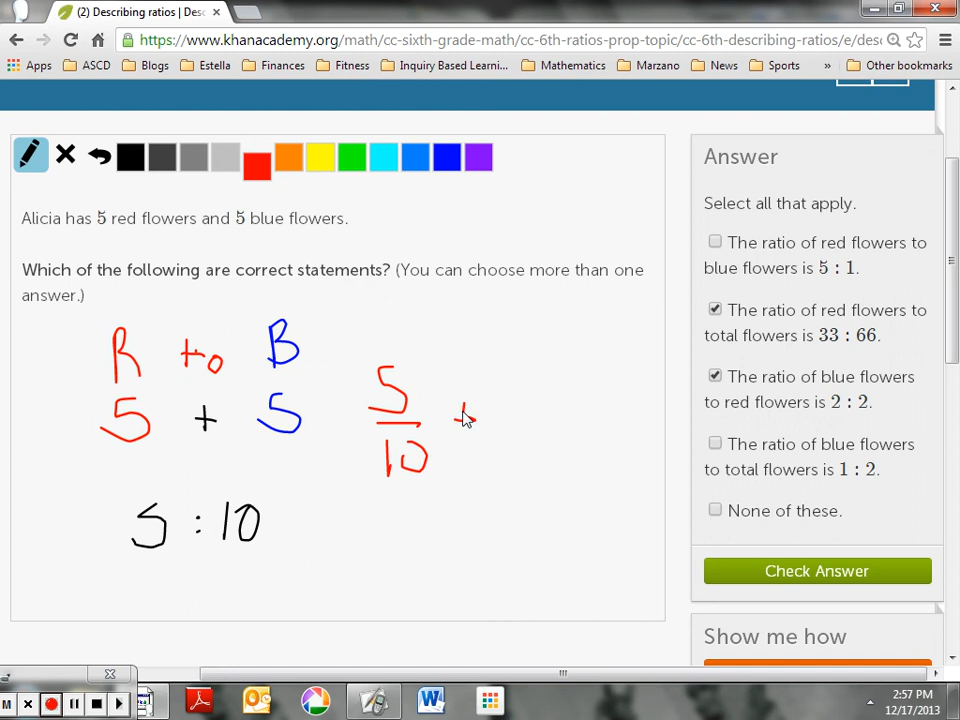 (2) Describing ratios | Desc
https://www.khanacademy.org/math/cc-sixth-grade-math/cc-6th-ratios-prop-topic/cc-6th-describing-ratios/e/desc
Apps ASCD Blogs Estella Finances Fitness Inquiry Based Learni... Mathematics Marzano News Sports » Other bookmarks
Alicia has 5 red flowers and 5 blue flowers.
Which of the following are correct statements? (You can choose more than one
answer.)
R to B
5 + 5
5
10
+
5 : 10
Answer
Select all that apply.
The ratio of red flowers to
blue flowers is 5 : 1.
The ratio of red flowers to
total flowers is 33 : 66.
The ratio of blue flowers
to red flowers is 2 : 2.
The ratio of blue flowers
to total flowers is 1 : 2.
None of these.
Check Answer
Show me how
M
W
2:57 PM
12/17/2013